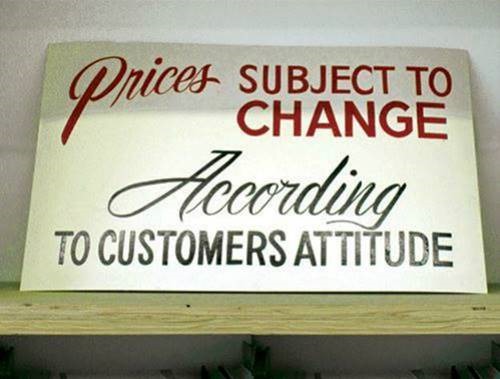 Prices SUBJECT TO
CHANGE
According
TO CUSTOMERS ATTITUDE